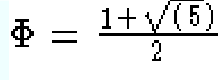 Φ = (1+√(5))/2